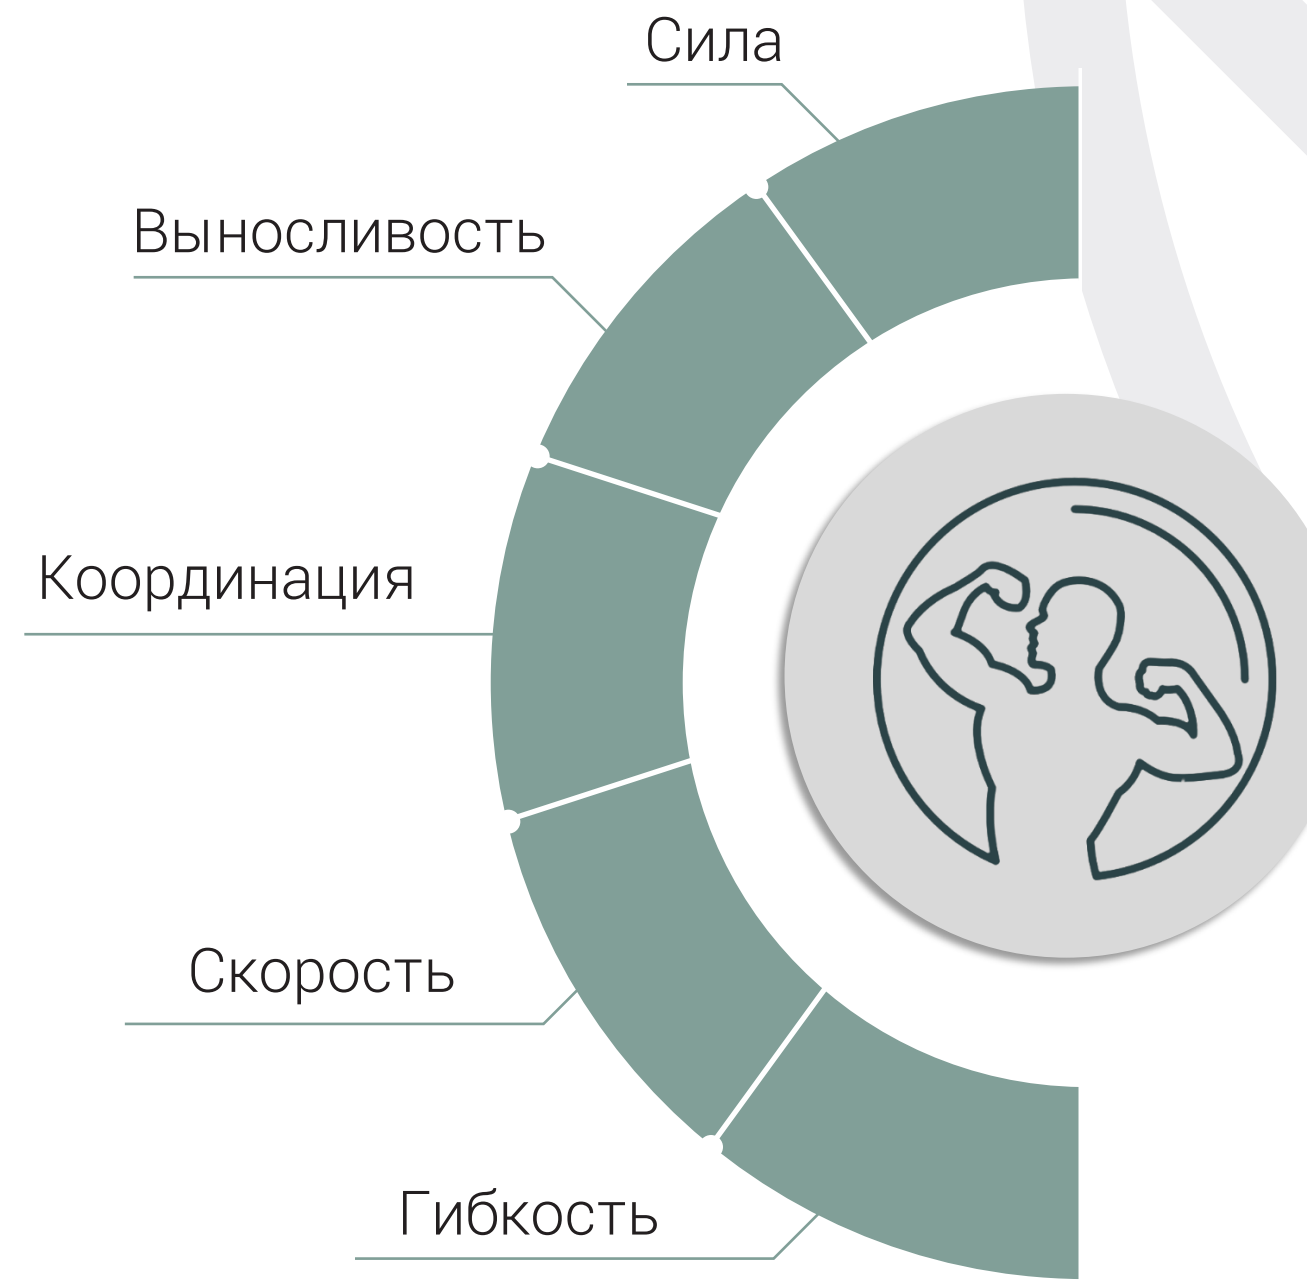 Сила
Выносливость
Координация
Скорость
Гибкость